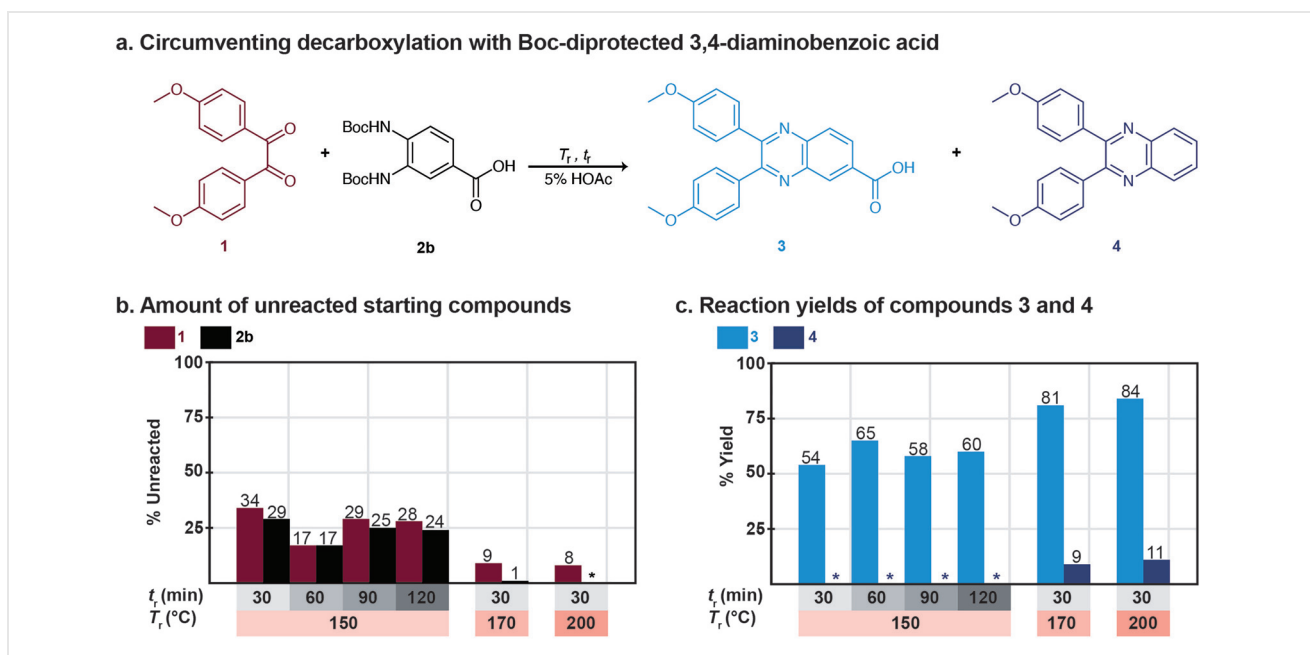 a. Circumventing decarboxylation with Boc-diprotected 3,4-diaminobenzoic acid
O
O
O
O
1
+
BocHN
BocHN
OH
O
2b
Tr , tr
5% HOAc
O
N
N
O
OH
O
3
+
O
N
N
O
4
b. Amount of unreacted starting compounds
1 2b
% Unreacted
100
75
50
25
34 29 17 17 29 25 28 24 9 1 8 *
tr (min) 30 60 90 120 30 30
Tr (°C) 150 170 200
c. Reaction yields of compounds 3 and 4
3 4
% Yield
100
75
50
25
54 * 65 * 58 * 60 * 81 9 84 11
tr (min) 30 60 90 120 30 30
Tr (°C) 150 170 200